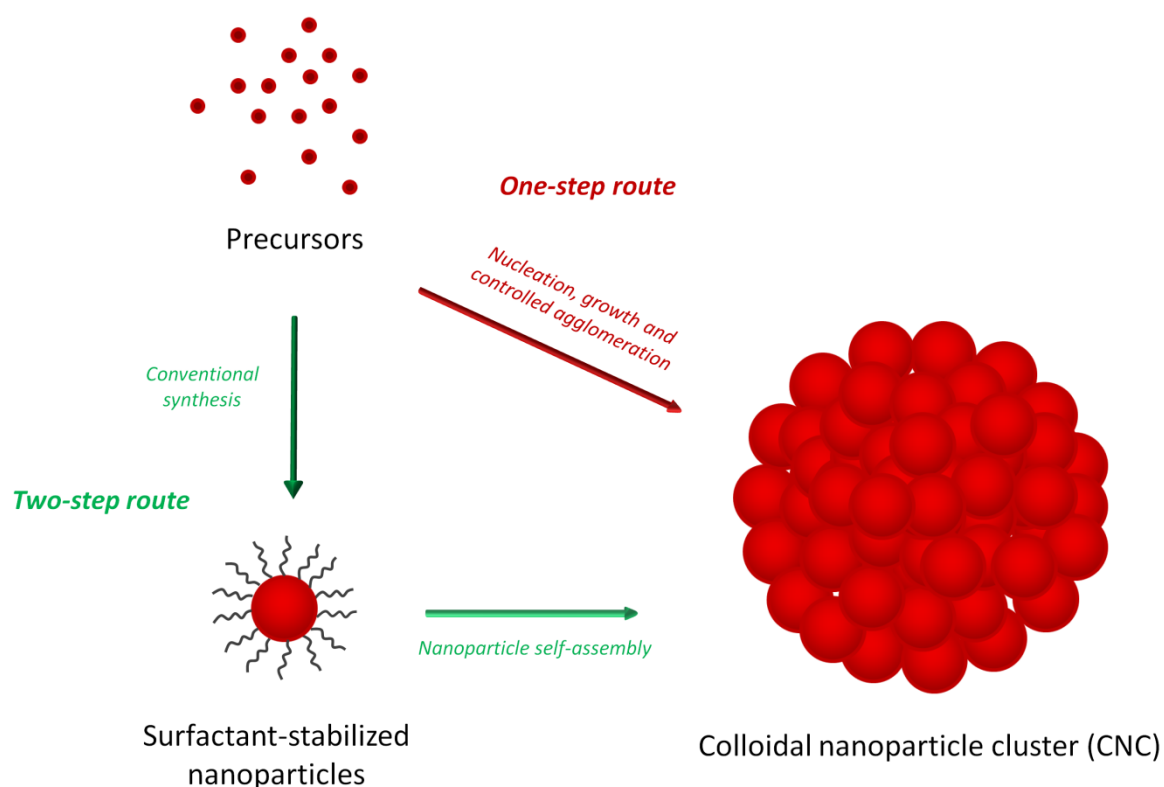 Precursors
One-step route
Nucleation, growth and
controlled agglomeration
Conventional
synthesis
Two-step route
Nanoparticle self-assembly
Surfactant-stabilized
nanoparticles
Colloidal nanoparticle cluster (CNC)